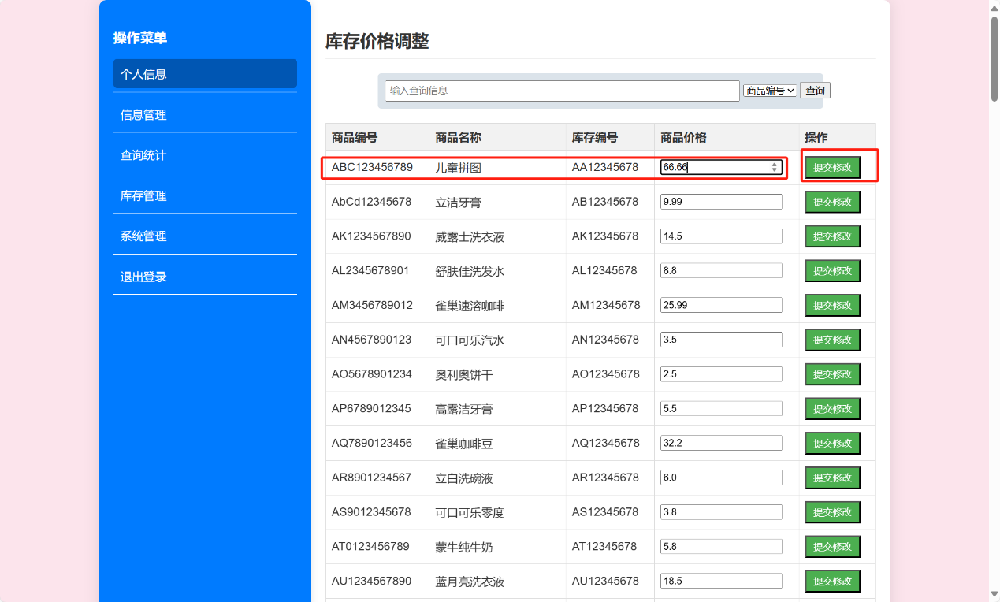 操作菜单
个人信息
信息管理
查询统计
库存管理
系统管理
退出登录
库存价格调整
输入查询信息 商品编号 查询
商品编号 商品名称 库存编号 商品价格 操作
ABC123456789 儿童拼图 AA12345678 66.66 提交修改
AbCd12345678 立洁牙膏 AB12345678 9.99 提交修改
AK1234567890 威露士洗衣液 AK12345678 14.5 提交修改
AL2345678901 舒肤佳洗发水 AL12345678 8.8 提交修改
AM3456789012 雀巢速溶咖啡 AM12345678 25.99 提交修改
AN4567890123 可口可乐汽水 AN12345678 3.5 提交修改
AO5678901234 奥利奥饼干 AO12345678 2.5 提交修改
AP6789012345 高露洁牙膏 AP12345678 5.5 提交修改
AQ7890123456 雀巢咖啡豆 AQ12345678 32.2 提交修改
AR8901234567 立白洗碗液 AR12345678 6.0 提交修改
AS9012345678 可口可乐零度 AS12345678 3.8 提交修改
AT0123456789 蒙牛纯牛奶 AT12345678 5.8 提交修改
AU1234567890 蓝月亮洗衣液 AU12345678 18.5 提交修改